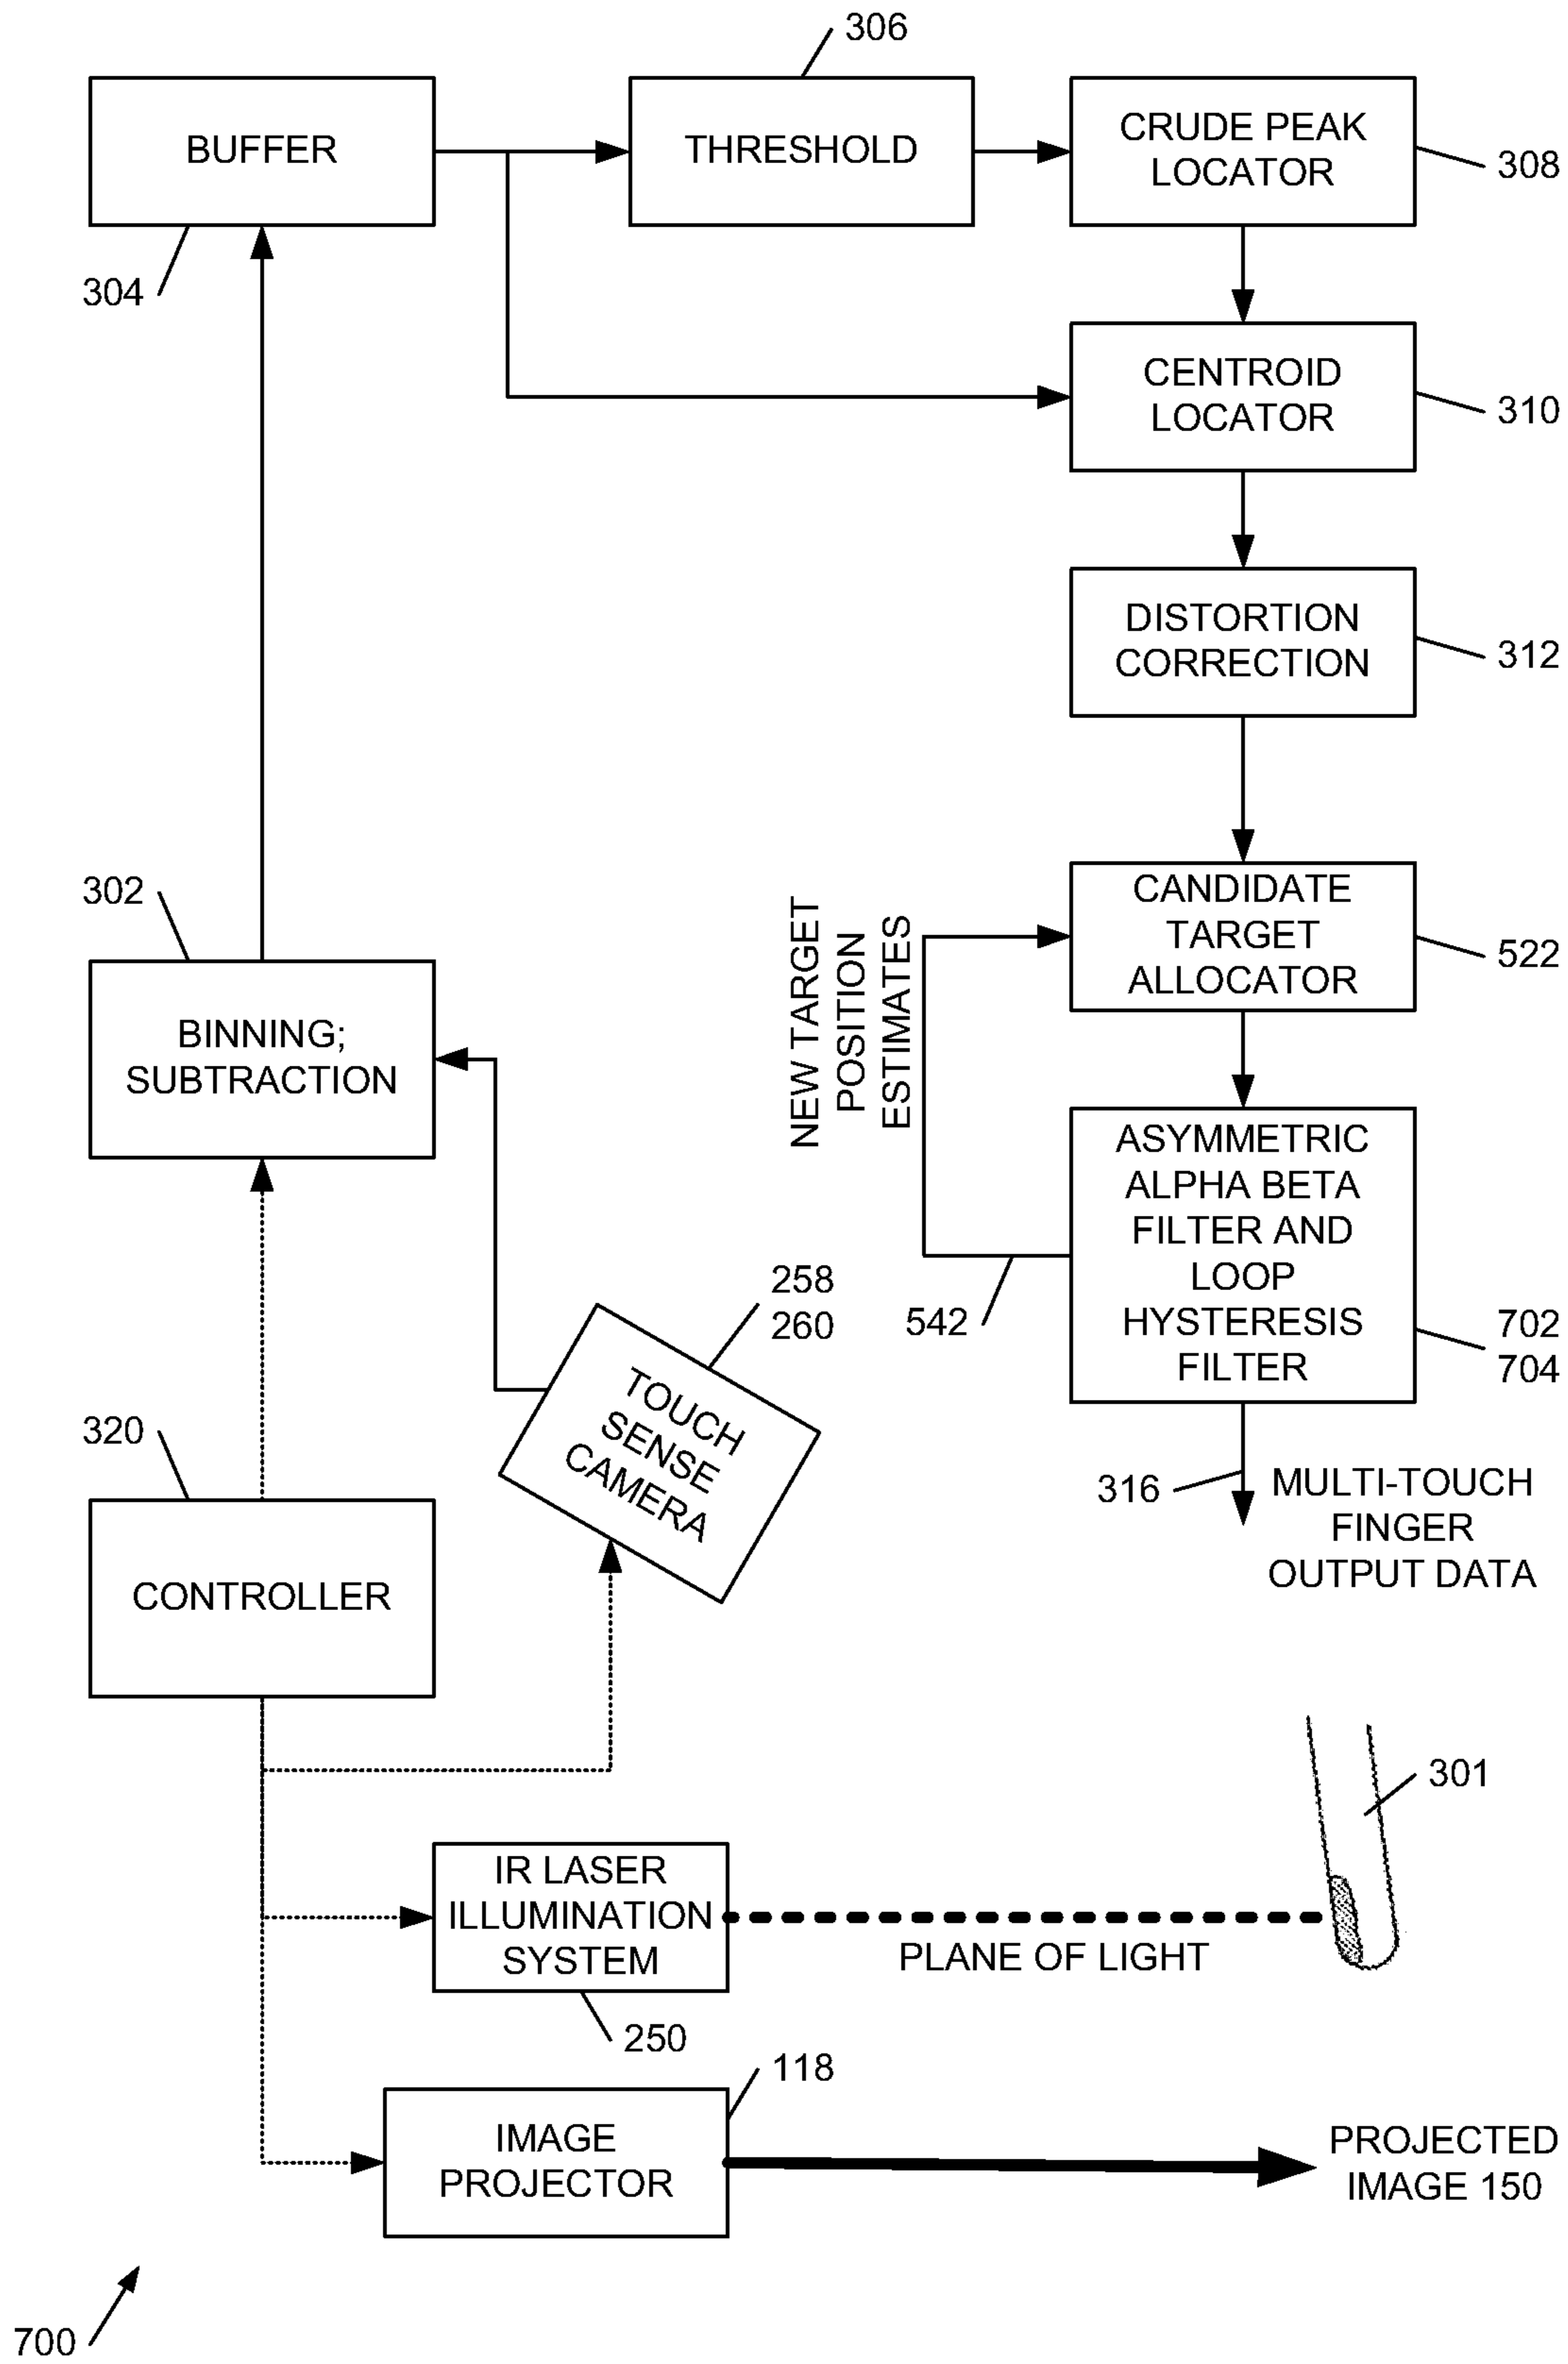 306
BUFFER
THRESHOLD
CRUDE PEAK
LOCATOR
308
304
CENTROID
LOCATOR
310
DISTORTION
CORRECTION
312
302
BINNING;
SUBTRACTION
NEW TARGET
POSITION
ESTIMATES
CANDIDATE
TARGET
ALLOCATOR
522
ASYMMETRIC
ALPHA BETA
FILTER AND
LOOP
HYSTERESIS
FILTER
702
704
542
258
260
TOUCH
SENSE
CAMERA
320
CONTROLLER
316
MULTI-TOUCH
FINGER
OUTPUT DATA
301
IR LASER
ILLUMINATION
SYSTEM
PLANE OF LIGHT
250
118
IMAGE
PROJECTOR
PROJECTED
IMAGE 150
700